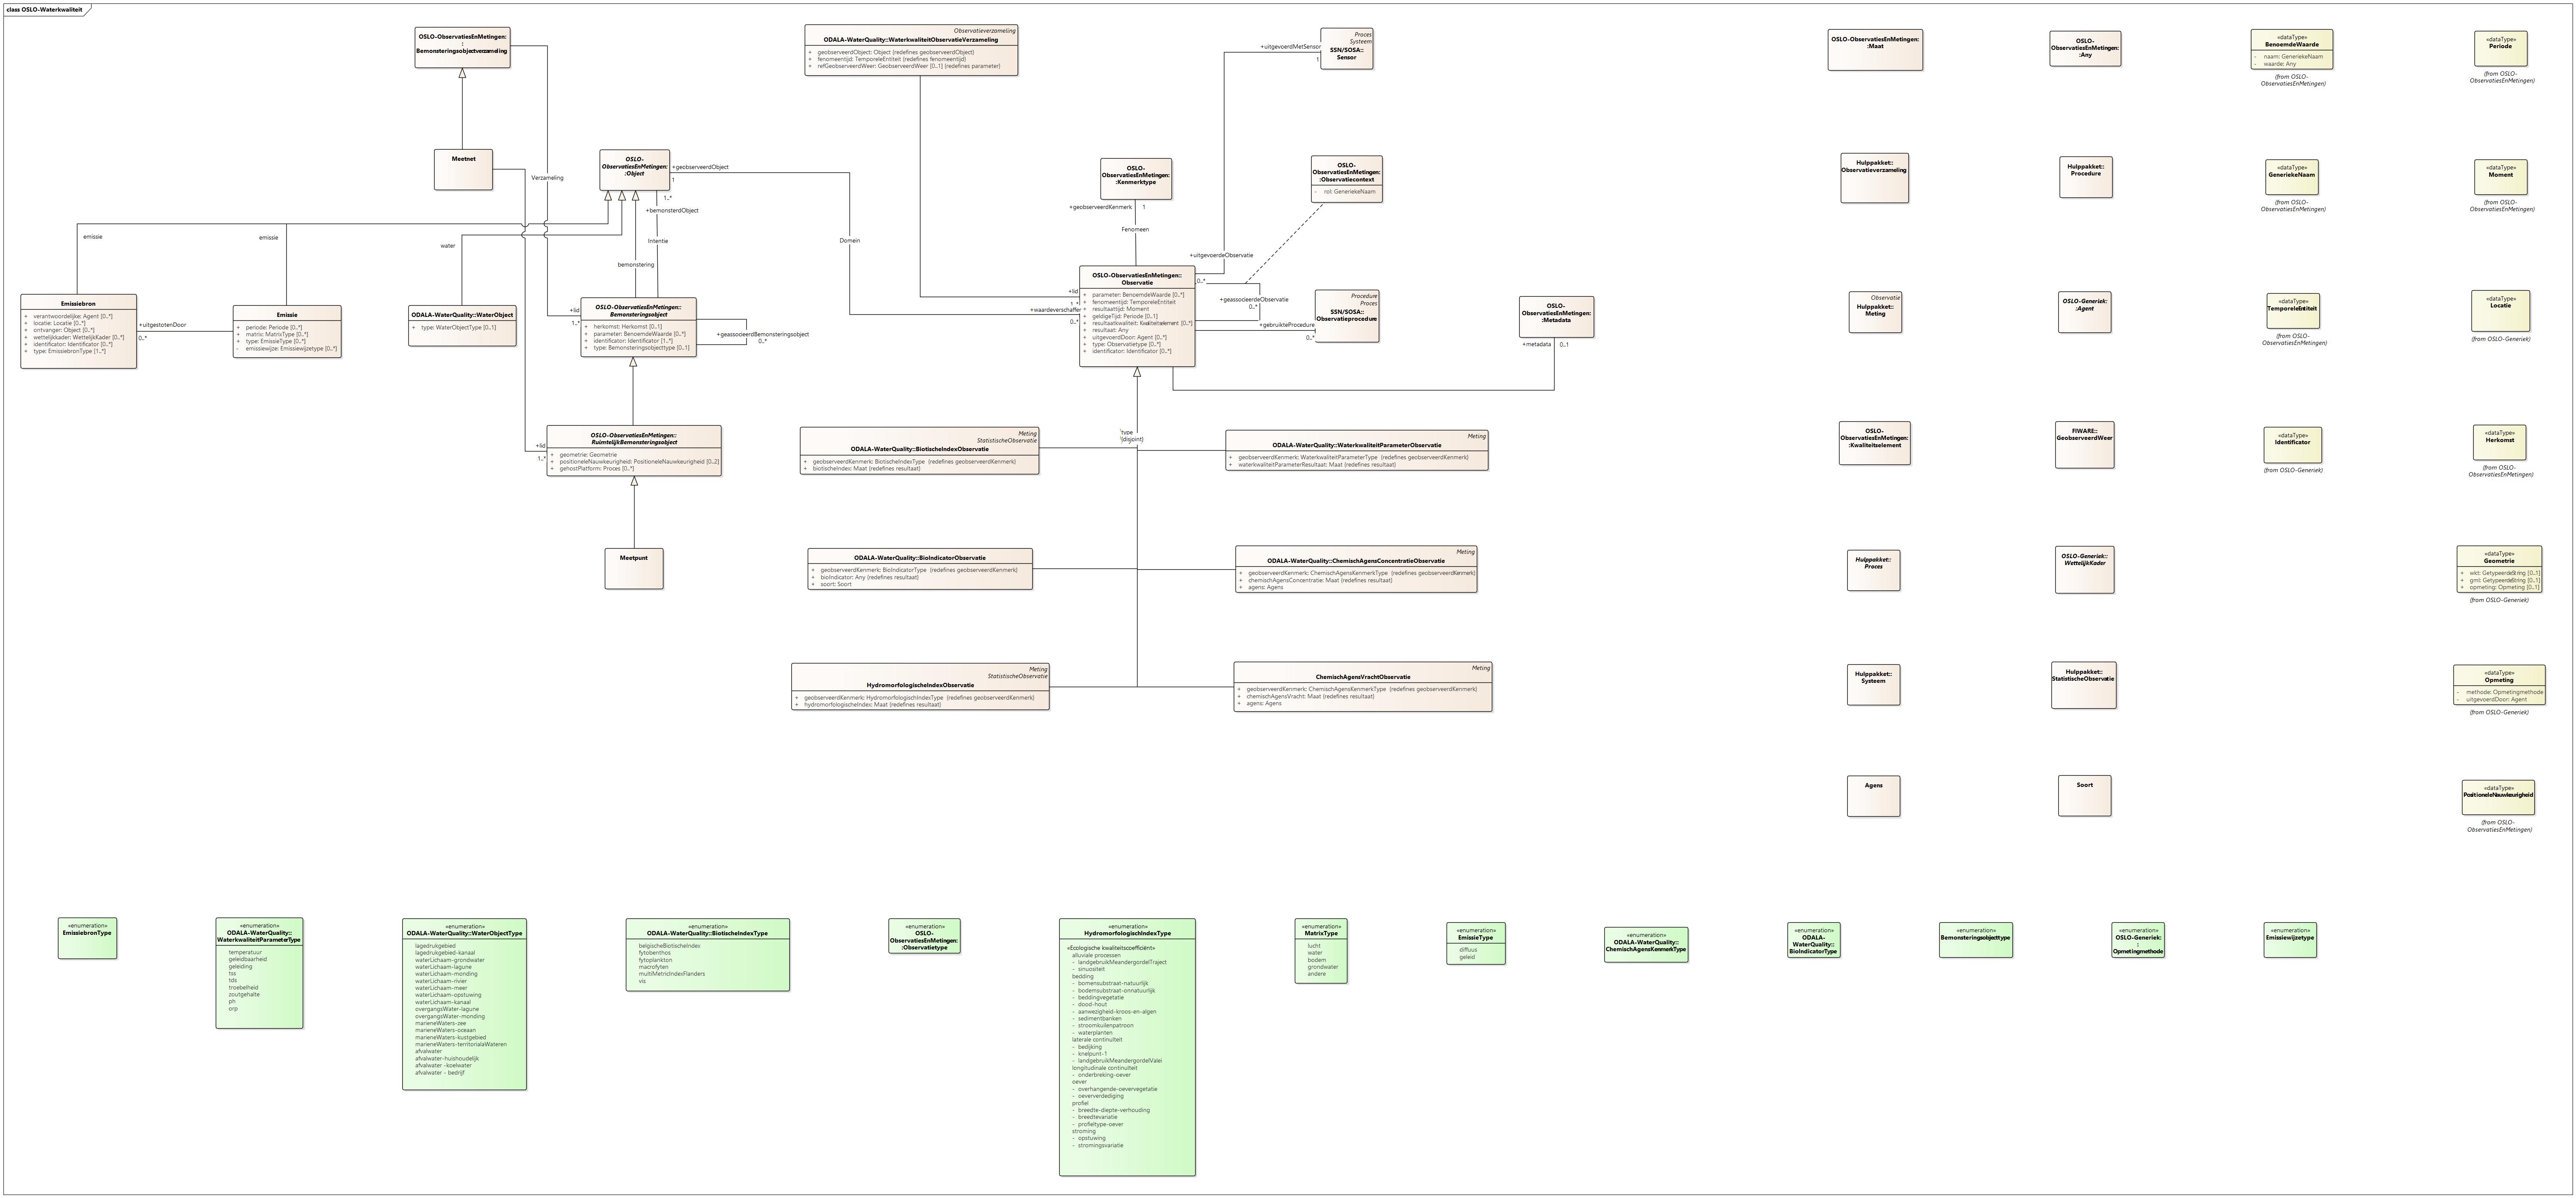 class OSLO-Waterkwaliteit
OSLO-ObservatiesEnMetingen:
:
Bemonsteringsobjectverzameling
Meetnet
Verzameling
Observatieverzameling
ODALA-WaterQuality::WaterkwaliteitObservatieVerzameling
+ geobserveerdObject: Object {redefines geobserveerdObject}
+ fenomeentijd: TemporeleEntiteit {redefines fenomeentijd}
+ refGeobserveerdWeer: GeobserveerdWeer [0..1] {redefines parameter}
+uitgevoerdMetSensor
1
Proces
Systeem
SSN/SOSA::
Sensor
OSLO-
ObservatiesEnMetingen:
:Object
+geobserveerdObject
1
1..*
+bemonsterdObject
Intentie
bemonstering
Domein
OSLO-
ObservatiesEnMetingen:
:Kenmerktype
+geobserveerdKenmerk 1
Fenomeen
OSLO-
ObservatiesEnMetingen:
:Observatiecontext
- rol: GeneriekeNaam
emissie
emissie
water
Emissiebron
+ verantwoordelijke: Agent [0..*]
+ locatie: Locatie [0..*]
+ ontvanger: Object [0..*]
+ wettelijkkader: WettelijkKader [0..*]
+ identificator: Identificator [0..*]
+ type: EmissiebronType [1..*]
+uitgestotenDoor
0..*
Emissie
+ periode: Periode [0..*]
+ matrix: MatrixType [0..*]
+ type: EmissieType [0..*]
- emissiewijze: Emissiewijzetype [0..*]
ODALA-WaterQuality::WaterObject
+ type: WaterObjectType [0..1]
+lid
1..*
OSLO-ObservatiesEnMetingen::
Bemonsteringsobject
+ herkomst: Herkomst [0..1]
+ parameter: BenoemdeWaarde [0..*]
+ identificator: Identificator [1..*]
+ type: Bemonsteringsobjecttype [0..1]
+geassocieerdBemonsteringsobject
0..*
+lid
1..*
+waardeverschaffer
0..*
OSLO-ObservatiesEnMetingen::
Observatie
+ parameter: BenoemdeWaarde [0..*]
+ fenomeentijd: TemporeleEntiteit
+ resultaattijd: Moment
+ geldigeTijd: Periode [0..1]
+ resultaatkwaliteit: Kwaliteitselement [0..*]
+ resultaat: Any
+ uitgevoerdDoor: Agent [0..*]
+ type: Observatietype [0..*]
+ identificator: Identificator [0..*]
+uitgevoerdeObservatie
0..*
+geassocieerdeObservatie
0..*
+gebruikteProcedure
0..*
Procedure
Proces
SSN/SOSA::
Observatieprocedure
OSLO-
ObservatiesEnMetingen:
:Metadata
+metadata 0..1
+lid
1..*
OSLO-ObservatiesEnMetingen::
RuimtelijkBemonsteringsobject
+ geometrie: Geometrie
+ positioneleNauwkeurigheid: PositioneleNauwkeurigheid [0..2]
+ gehostPlatform: Proces [0..*]
Meetpunt
type
{disjoint}
Meting
StatistischeObservatie
ODALA-WaterQuality::BiotischeIndexObservatie
+ geobserveerdKenmerk: BiotischeIndexType {redefines geobserveerdKenmerk}
+ biotischeIndex: Maat {redefines resultaat}
Meting
ODALA-WaterQuality::WaterkwaliteitParameterObservatie
+ geobserveerdKenmerk: WaterkwaliteitParameterType {redefines geobserveerdKenmerk}
+ waterkwaliteitParameterResultaat: Maat {redefines resultaat}
ODALA-WaterQuality::BioIndicatorObservatie
+ geobserveerdKenmerk: BioIndicatorType {redefines geobserveerdKenmerk}
+ bioIndicator: Any {redefines resultaat}
+ soort: Soort
Meting
ODALA-WaterQuality::ChemischAgensConcentratieObservatie
+ geobserveerdKenmerk: ChemischAgensKenmerkType {redefines geobserveerdKenmerk}
+ chemischAgensConcentratie: Maat {redefines resultaat}
+ agens: Agens
Meting
StatistischeObservatie
HydromorfologischIndexObservatie
+ geobserveerdKenmerk: HydromorfologischIndexType {redefines geobserveerdKenmerk}
+ hydromorfologischeIndex: Maat {redefines resultaat}
Meting
ChemischAgensVrachtObservatie
+ geobserveerdKenmerk: ChemischAgensKenmerkType {redefines geobserveerdKenmerk}
+ chemischAgensVracht: Maat {redefines resultaat}
+ agens: Agens
OSLO-ObservatiesEnMetingen:
:Maat
OSLO-
ObservatiesEnMetingen:
:Any
«dataType»
BenoemdeWaarde
- naam: GeneriekeNaam
- waarde: Any
(from OSLO-
ObservatiesEnMetingen)
«dataType»
Periode
(from OSLO-
ObservatiesEnMetingen)
Hulppakket::
Observatieverzameling
Hulppakket::
Procedure
«dataType»
GeneriekeNaam
(from OSLO-
ObservatiesEnMetingen)
«dataType»
Moment
(from OSLO-
ObservatiesEnMetingen)
Observatie
Hulppakket::
Meting
OSLO-Generiek:
:Agent
«dataType»
TemporeleEntiteit
(from OSLO-
ObservatiesEnMetingen)
«dataType»
Locatie
(from OSLO-Generiek)
OSLO-
ObservatiesEnMetingen:
:Kwaliteitselement
FIWARE::
GeobserveerdWeer
«dataType»
Identificator
(from OSLO-Generiek)
«dataType»
Herkomst
(from OSLO-
ObservatiesEnMetingen)
Hulppakket::
Proces
OSLO-Generiek::
WettelijkKader
«dataType»
Geometrie
+ wkt: GetypeerdeString [0..1]
+ gml: GetypeerdeString [0..1]
+ opmeting: Opmeting [0..1]
(from OSLO-Generiek)
Hulppakket::
Systeem
Hulppakket::
StatistischeObservatie
«dataType»
Opmeting
- methode: Opmetingmethode
- uitgevoerdDoor: Agent
(from OSLO-Generiek)
Agens
Soort
«dataType»
PositioneleNauwkeurigheid
(from OSLO-
ObservatiesEnMetingen)
«enumeration»
EmissiebronType
«enumeration»
ODALA-WaterQuality::
WaterkwaliteitParameterType
temperatuur
geleidbaarheid
geleiding
tss
tds
troebelheid
zoutgehalte
ph
orp
«enumeration»
ODALA-WaterQuality::WaterObjectType
lagedrukgebied
lagedrukgebied-kanaal
waterLichaam-grondwater
waterLichaam-lagune
waterLichaam-monding
waterLichaam-rivier
waterLichaam-meer
waterLichaam-opstuwing
waterLichaam-kanaal
overgangsWater-lagune
overgangsWater-monding
marieneWaters-zee
marieneWaters-oceaan
marieneWaters-kustgebied
marieneWaters-territorialaWateren
afvalwater
afvalwater-huishoudelijk
afvalwater -koelwater
afvalwater - bedrijf
«enumeration»
ODALA-WaterQuality::BiotischeIndexType
belgischeBiotischeIndex
fytobenthos
fytoplankton
macrofyten
multiMetricIndexFlanders
vis
«enumeration»
OSLO-
ObservatiesEnMetingen:
:Observatietype
«enumeration»
HydromorfologischIndexType
«Ecologische kwaliteitscoefficiënt»
alluviale processen
- landgebruikMeandergordelTraject
- sinuositeit
bedding
- bomensubstraat-natuurlijk
- bodemsubstraat-onnatuurlijk
- beddingvegetatie
- dood-hout
- aanwezigheid-kroos-en-algen
- sedimentbanken
- stroomkuilenpatroon
- waterplanten
laterale continuïteit
- bedijking
- knelpunt-1
- landgebruikMeandergordelValei
longitudinale continuïteit
- onderbreking-oever
oever
- overhangende-oevervegetatie
- oeververdediging
profiel
- breedte-diepte-verhouding
- breedtevariatie
- profieltype-oever
stroming
- opstuwing
- stromingsvariatie
«enumeration»
MatrixType
lucht
water
bodem
grondwater
andere
«enumeration»
EmissieType
diffuus
geleid
«enumeration»
ODALA-WaterQuality::
ChemischAgensKenmerkType
«enumeration»
ODALA-
WaterQuality::
BioIndicatorType
«enumeration»
Bemonsteringsobjecttype
«enumeration»
OSLO-Generiek:
:
Opmetingmethode
«enumeration»
Emissiewijzetype